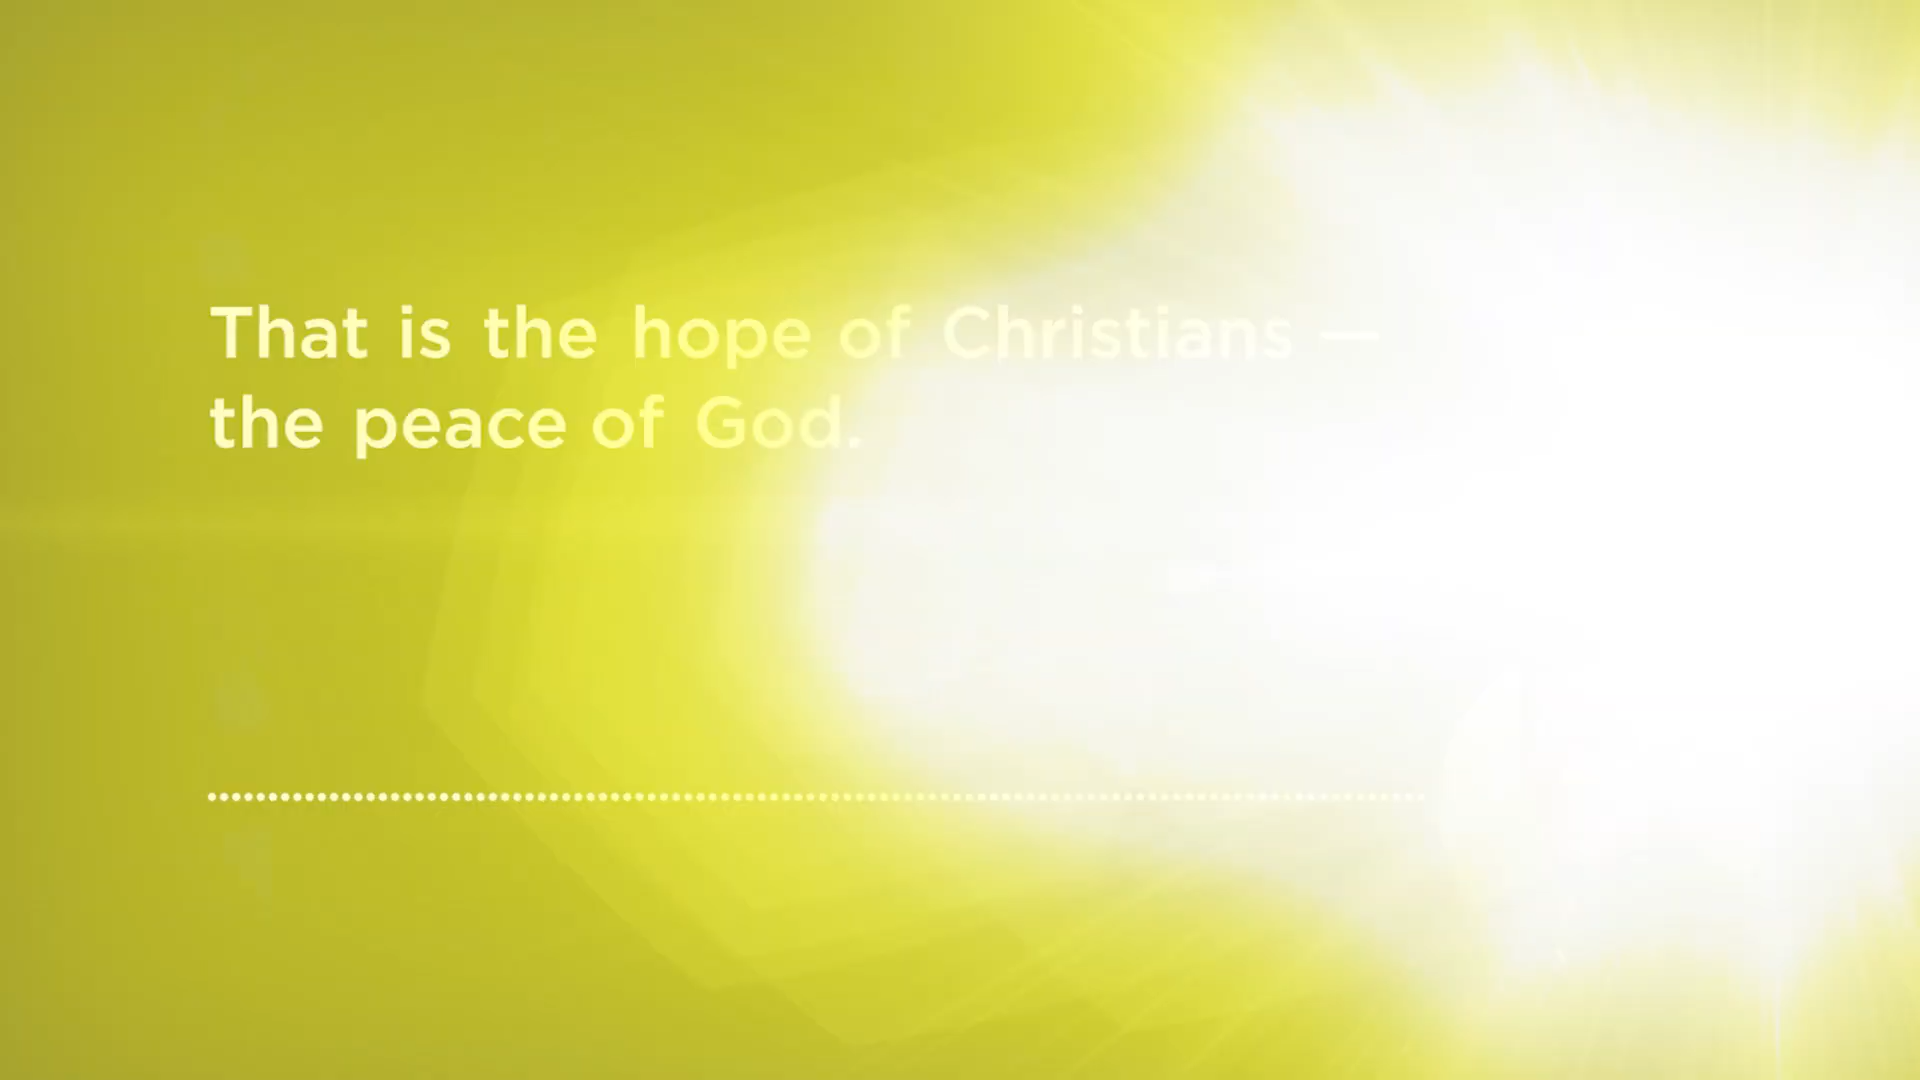 That is the hope of Christians —
the peace of God.